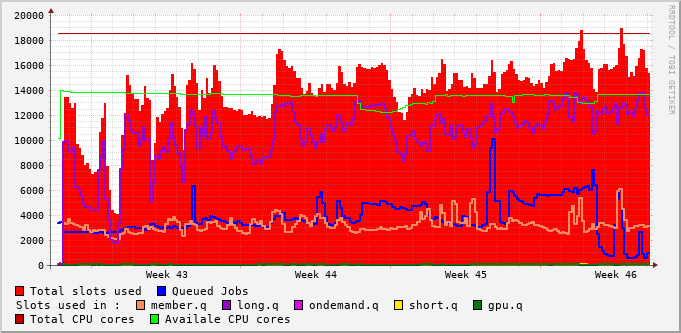 20000
18000
16000
14000
12000
10000
8000
6000
4000
2000
0
Week 43 Week 44 Week 45 Week 46
Total slots used Queued Jobs
Slots used in : member.q long.q ondemand.q short.q gpu.q
Total CPU cores Availale CPU cores
RRDTOOL / TOBI OETIKER